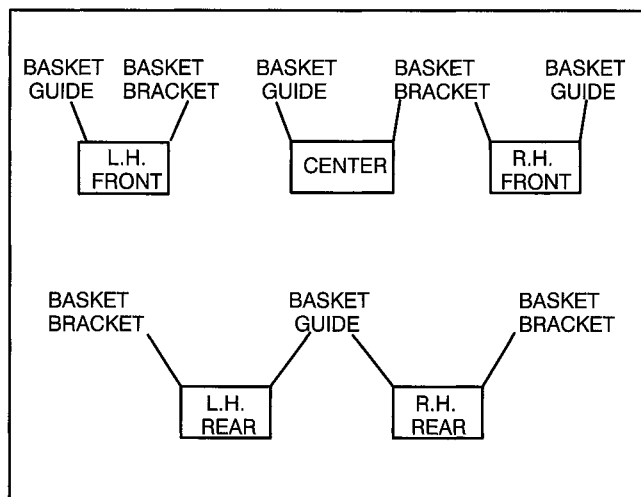 BASKET GUIDE
BASKET BRACKET
BASKET GUIDE
BASKET BRACKET
BASKET GUIDE
L.H. FRONT
CENTER
R.H. FRONT
BASKET BRACKET
BASKET GUIDE
BASKET BRACKET
L.H. REAR
R.H. REAR